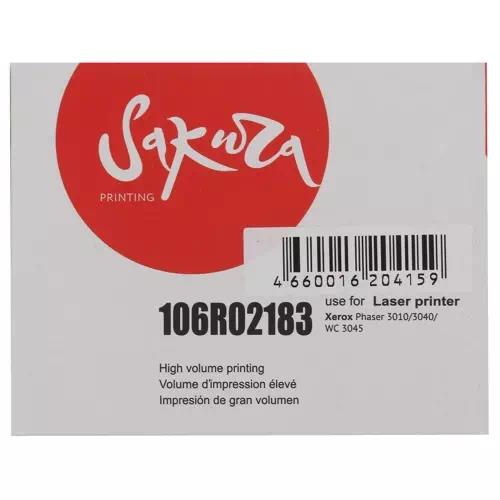 Sakura
PRINTING
4 660016 204159
106R02183
use for Laser printer
Xerox Phaser 3010/3040/
WC 3045
High volume printing
Volume d'impression élevé
Impresión de gran volumen